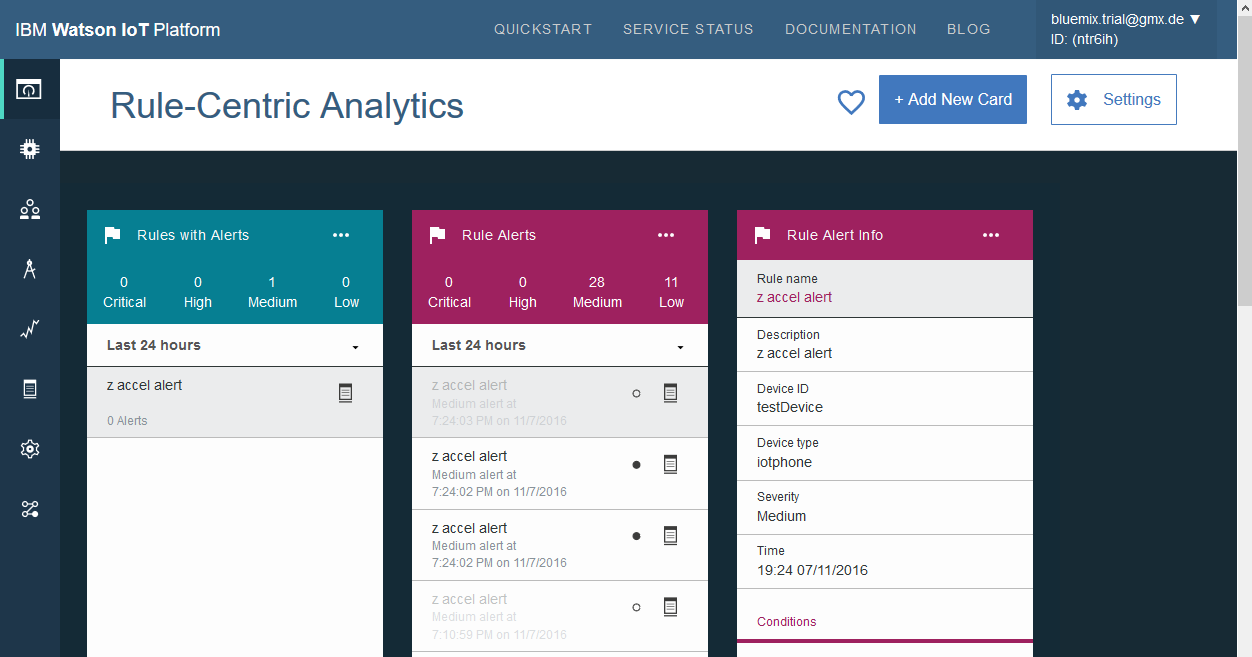 IBM Watson IoT Platform
QUICKSTART SERVICE STATUS DOCUMENTATION BLOG
bluemix.trial@gmx.de ▼
ID: (ntr6ih)
Rule-Centric Analytics
+ Add New Card
Settings
Rules with Alerts
0 0 1 0
Critical High Medium Low
Last 24 hours
z accel alert
0 Alerts
Rule Alerts
0 0 28 11
Critical High Medium Low
Last 24 hours
z accel alert
Medium alert at
7:24:03 PM on 11/7/2016
z accel alert
Medium alert at
7:24:02 PM on 11/7/2016
z accel alert
Medium alert at
7:24:02 PM on 11/7/2016
z accel alert
Medium alert at
7:10:59 PM on 11/7/2016
Rule Alert Info
Rule name
z accel alert
Description
z accel alert
Device ID
testDevice
Device type
iotphone
Severity
Medium
Time
19:24 07/11/2016
Conditions